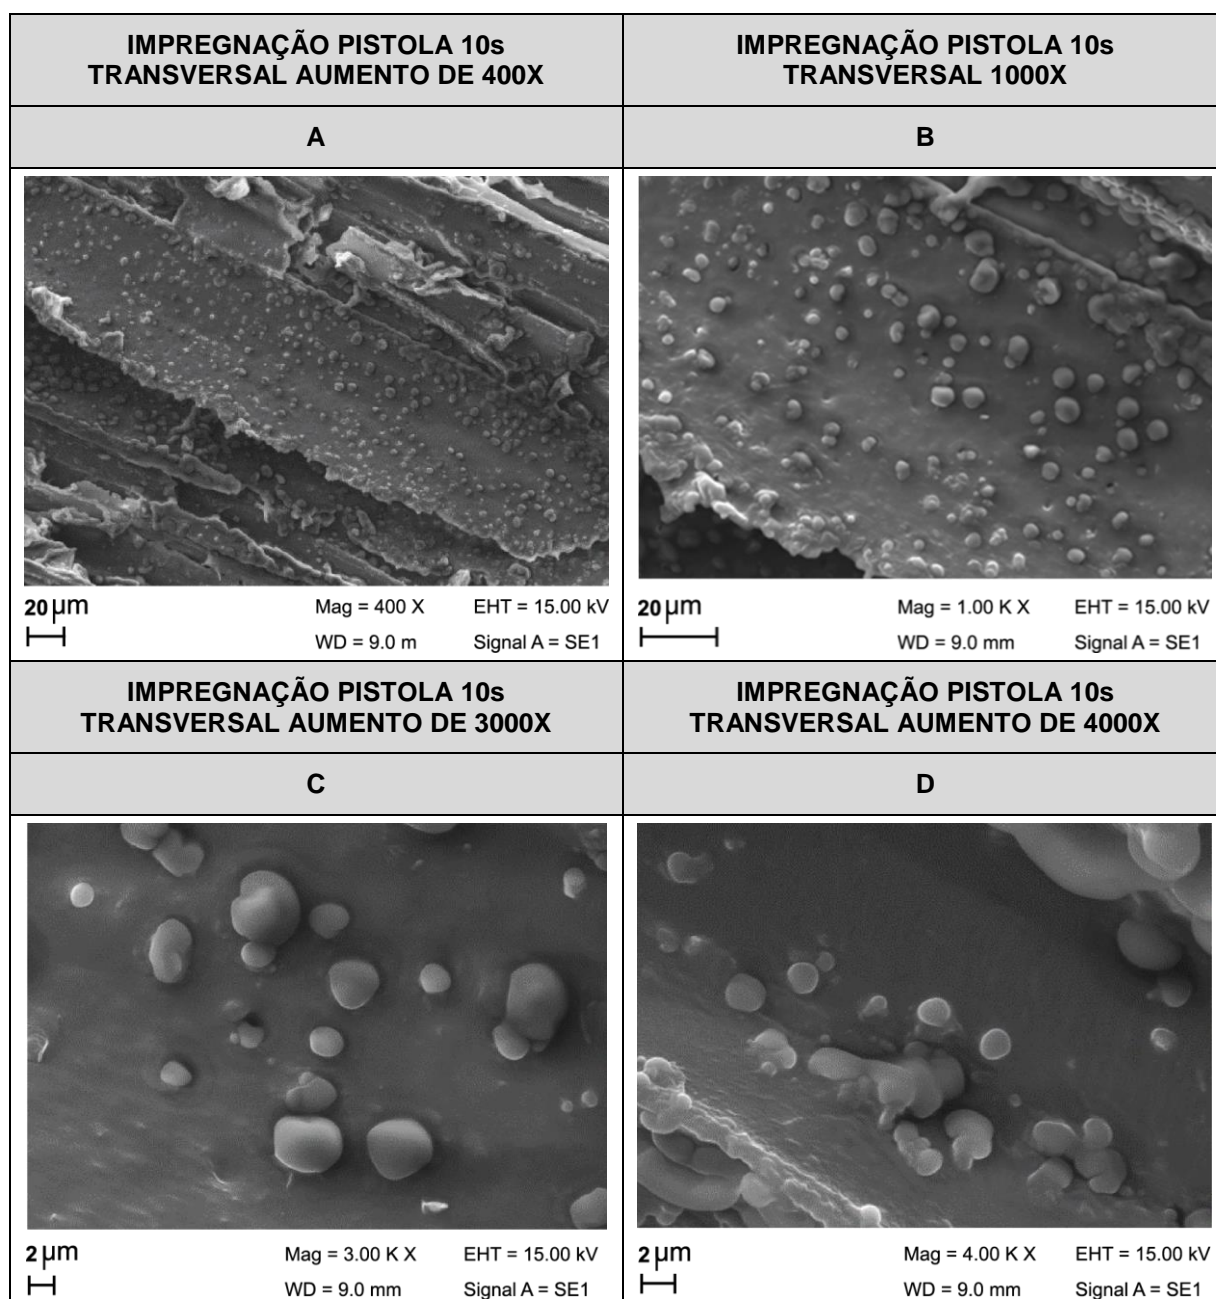 IMPREGNAÇÃO PISTOLA 10s
TRANSVERSAL AUMENTO DE 400X
IMPREGNAÇÃO PISTOLA 10s
TRANSVERSAL 1000X
A
B
20 µm
Mag = 400 X
EHT = 15.00 kV
WD = 9.0 m
Signal A = SE1
20 µm
Mag = 1.00 K X
EHT = 15.00 kV
WD = 9.0 mm
Signal A = SE1
IMPREGNAÇÃO PISTOLA 10s
TRANSVERSAL AUMENTO DE 3000X
IMPREGNAÇÃO PISTOLA 10s
TRANSVERSAL AUMENTO DE 4000X
C
D
2 µm
Mag = 3.00 K X
EHT = 15.00 kV
WD = 9.0 mm
Signal A = SE1
2 µm
Mag = 4.00 K X
EHT = 15.00 kV
WD = 9.0 mm
Signal A = SE1